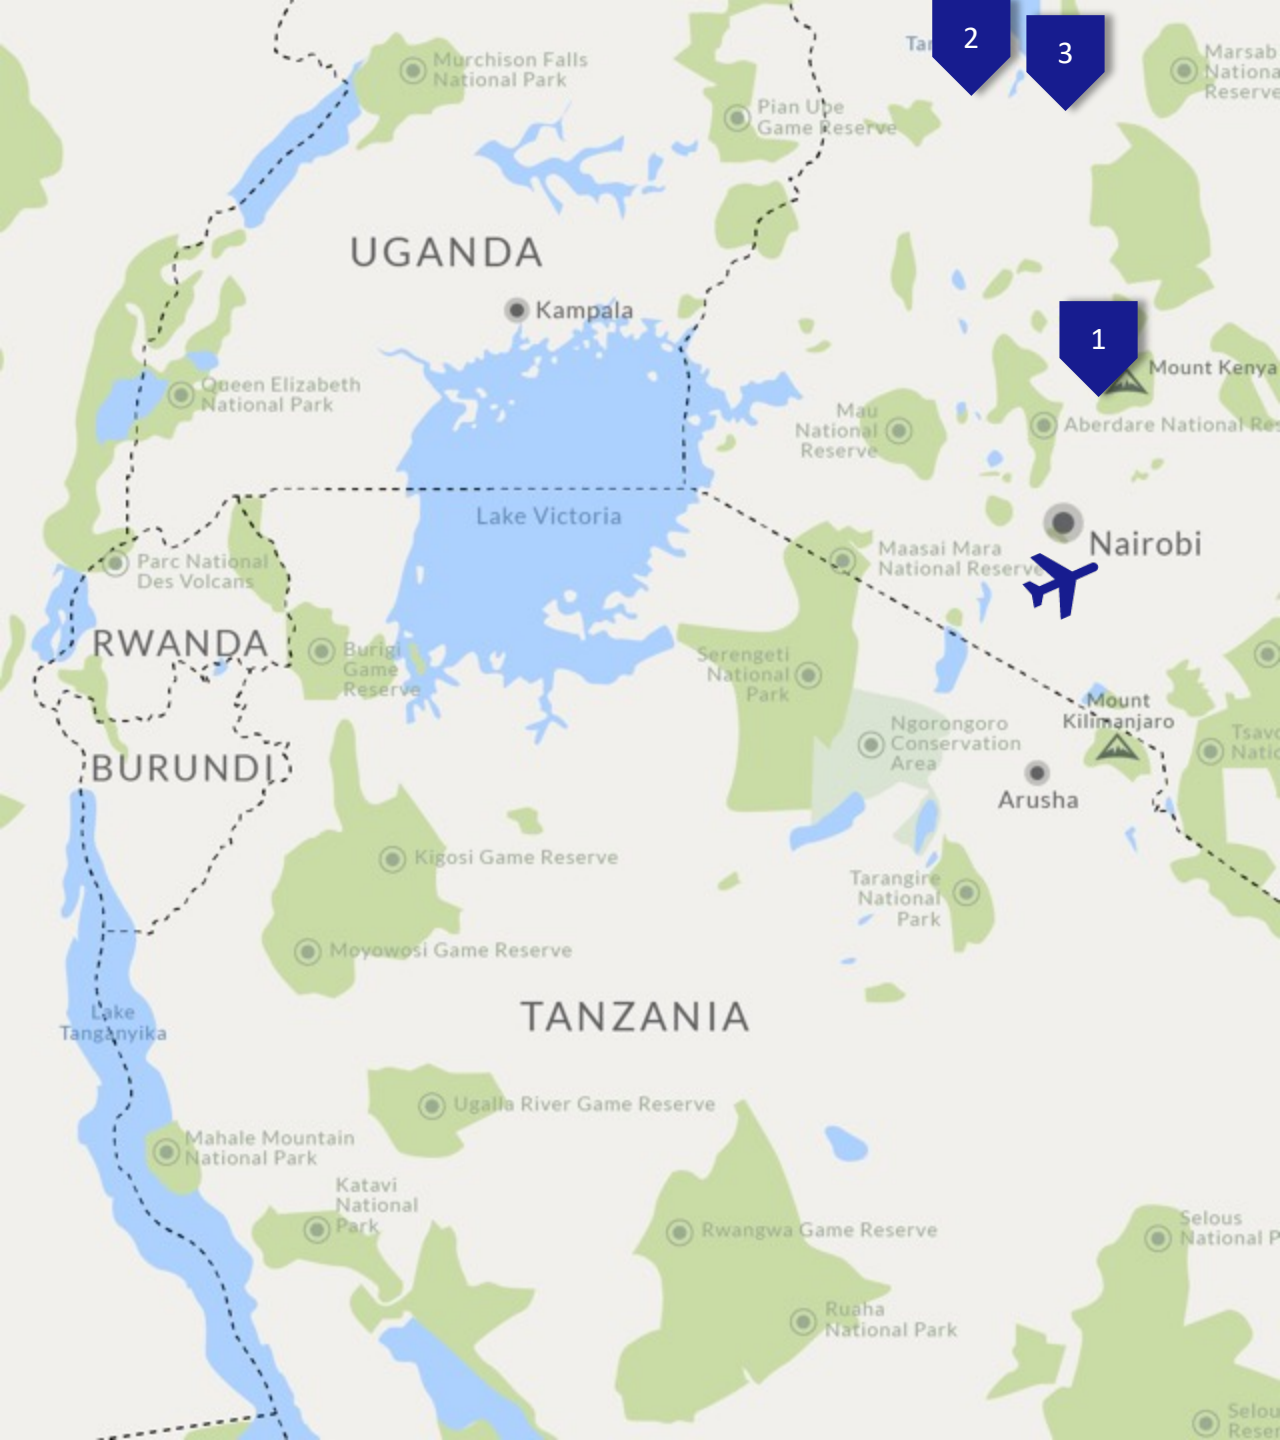 2
3
Murchison Falls
National Park
Marsab
National
Reserve
Pian Upe
Game Reserve
UGANDA
Kampala
1
Mount Kenya
Queen Elizabeth
National Park
Mau
National
Reserve
Aberdare National Res
Lake Victoria
Nairobi
Maasai Mara
National Reserve
Parc National
Des Volcans
RWANDA
Burigi
Game
Reserve
Serengeti
National
Park
Mount
Kilimanjaro
Ngorongoro
Conservation
Area
Tsavo
Natio
BURUNDI
Arusha
Kigosi Game Reserve
Tarangire
National
Park
Moyowosi Game Reserve
TANZANIA
Lake
Tanganyika
Ugalla River Game Reserve
Mahale Mountain
National Park
Katavi
National
Park
Rwangwa Game Reserve
Selous
National P
Ruaha
National Park
Selou
Reser